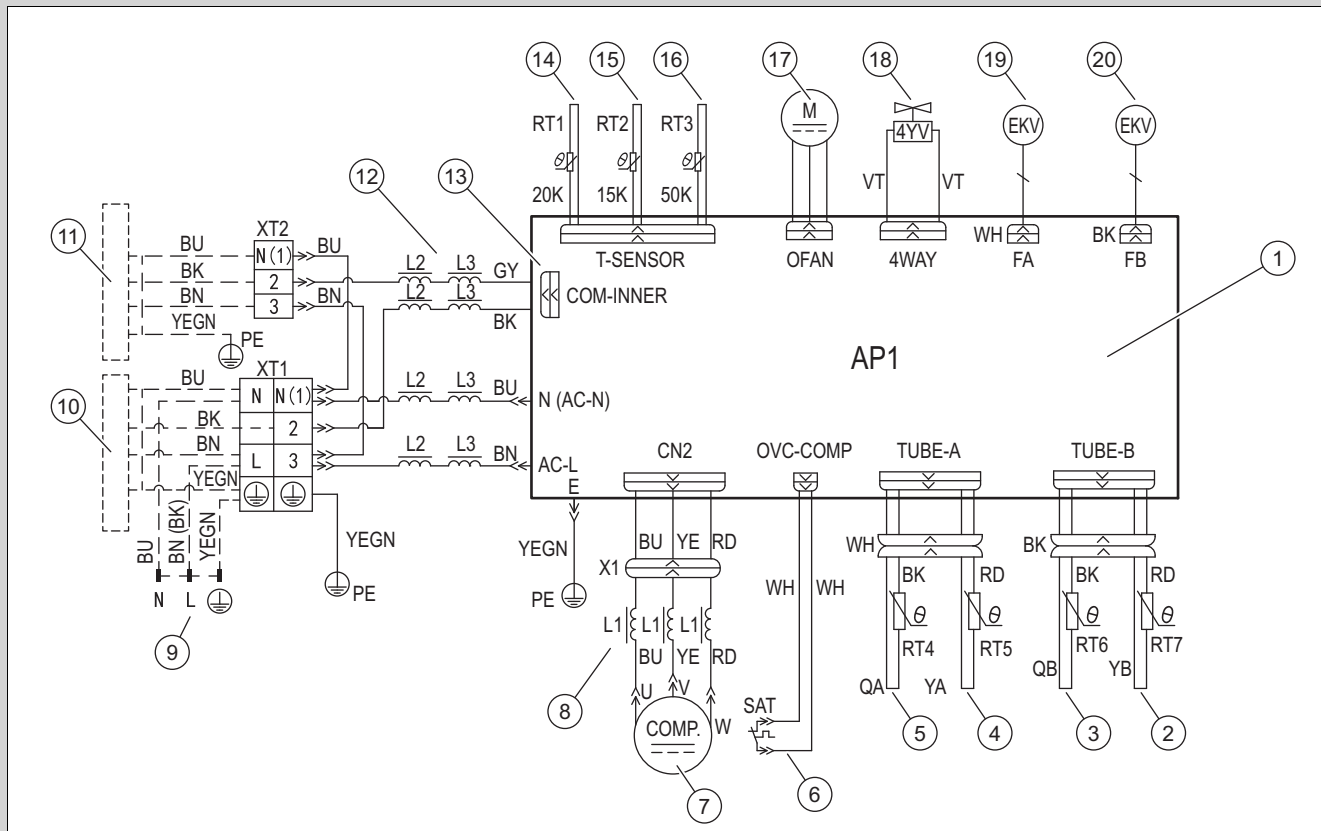 14 15 16 17 18 19 20
RT1 RT2 RT3 M 4YV EKV EKV
θ θ θ
20K 15K 50K VT VT
12 13
11 XT2
BU N(1) BU
BK 2 L2 L3 GY
BN 3 BN L2 L3 BK
YEGN PE
T-SENSOR OFAN 4WAY WH FA BK FB
COM-INNER
1
AP1
XT1
10
BU N N(1) L2 L3 BU N (AC-N)
BK 2
BN L 3 L2 L3 BN AC-L
YEGN
E
CN2 OVC-COMP TUBE-A TUBE-B
BU BN (BK) YEGN
YEGN
PE
N L
9
YEGN
PE
BU YE RD
X1
L1 L1 L1
BU YE RD
8
U V W
COMP.
7
WH WH
SAT
6
WH BK
BK RD BK RD
θ θ θ θ
RT4 RT5 RT6 RT7
QA YA QB YB
5 4 3 2